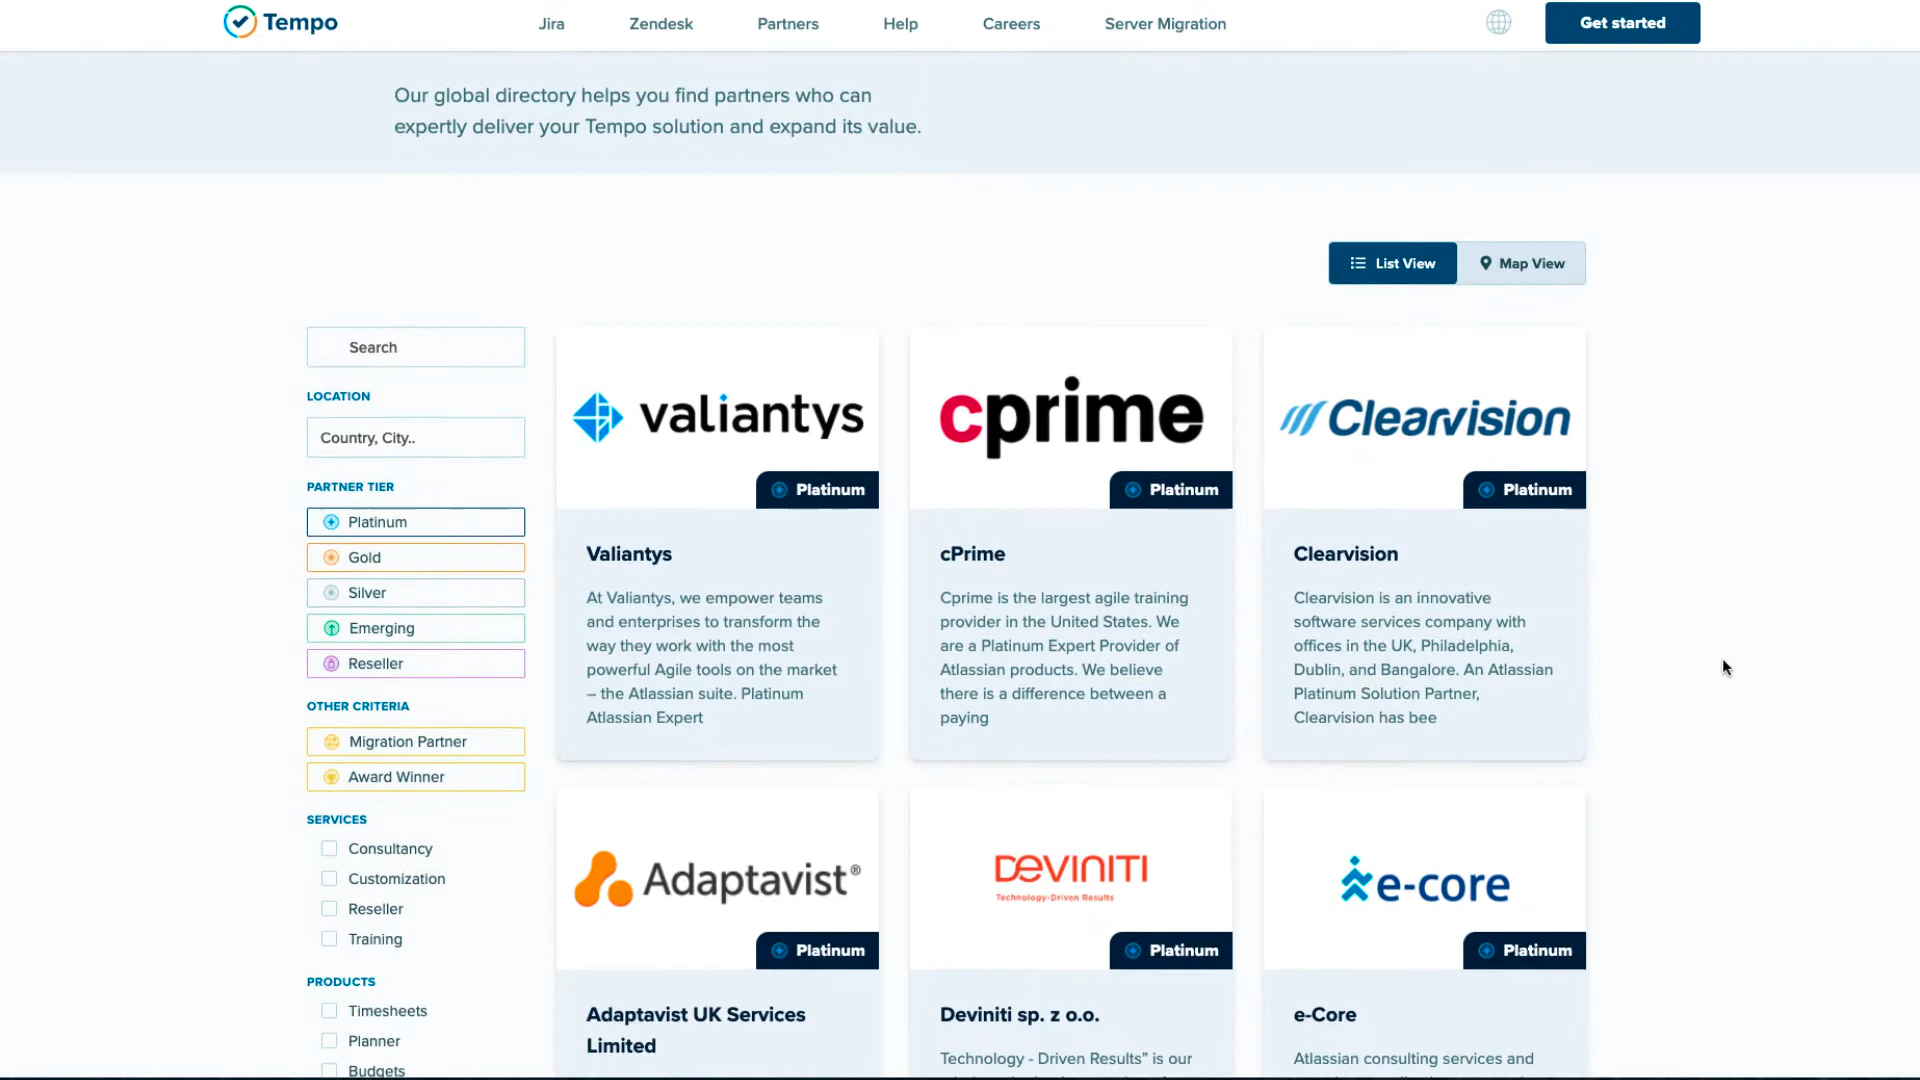 Tempo
Jira
Zendesk
Partners
Help
Careers
Server Migration
Get started
Our global directory helps you find partners who can
expertly deliver your Tempo solution and expand its value.
List View
Map View
Search
LOCATION
Country, City..
PARTNER TIER
Platinum
Gold
Silver
Emerging
Reseller
OTHER CRITERIA
Migration Partner
Award Winner
SERVICES
Consultancy
Customization
Reseller
Training
PRODUCTS
Timesheets
Planner
Budgets
valiantys
Platinum
Valiantys
At Valiantys, we empower teams
and enterprises to transform the
way they work with the most
powerful Agile tools on the market
– the Atlassian suite. Platinum
Atlassian Expert
cprime
Platinum
cPrime
Cprime is the largest agile training
provider in the United States. We
are a Platinum Expert Provider of
Atlassian products. We believe
there is a difference between a
paying
Clearvision
Platinum
Clearvision
Clearvision is an innovative
software services company with
offices in the UK, Philadelphia,
Dublin, and Bangalore. An Atlassian
Platinum Solution Partner,
Clearvision has bee
Adaptavist®
Platinum
Adaptavist UK Services
Limited
DEVINITI
Technology-Driven Results
Platinum
Deviniti sp. z o.o.
Technology - Driven Results” is our
e-core
Platinum
e-Core
Atlassian consulting services and